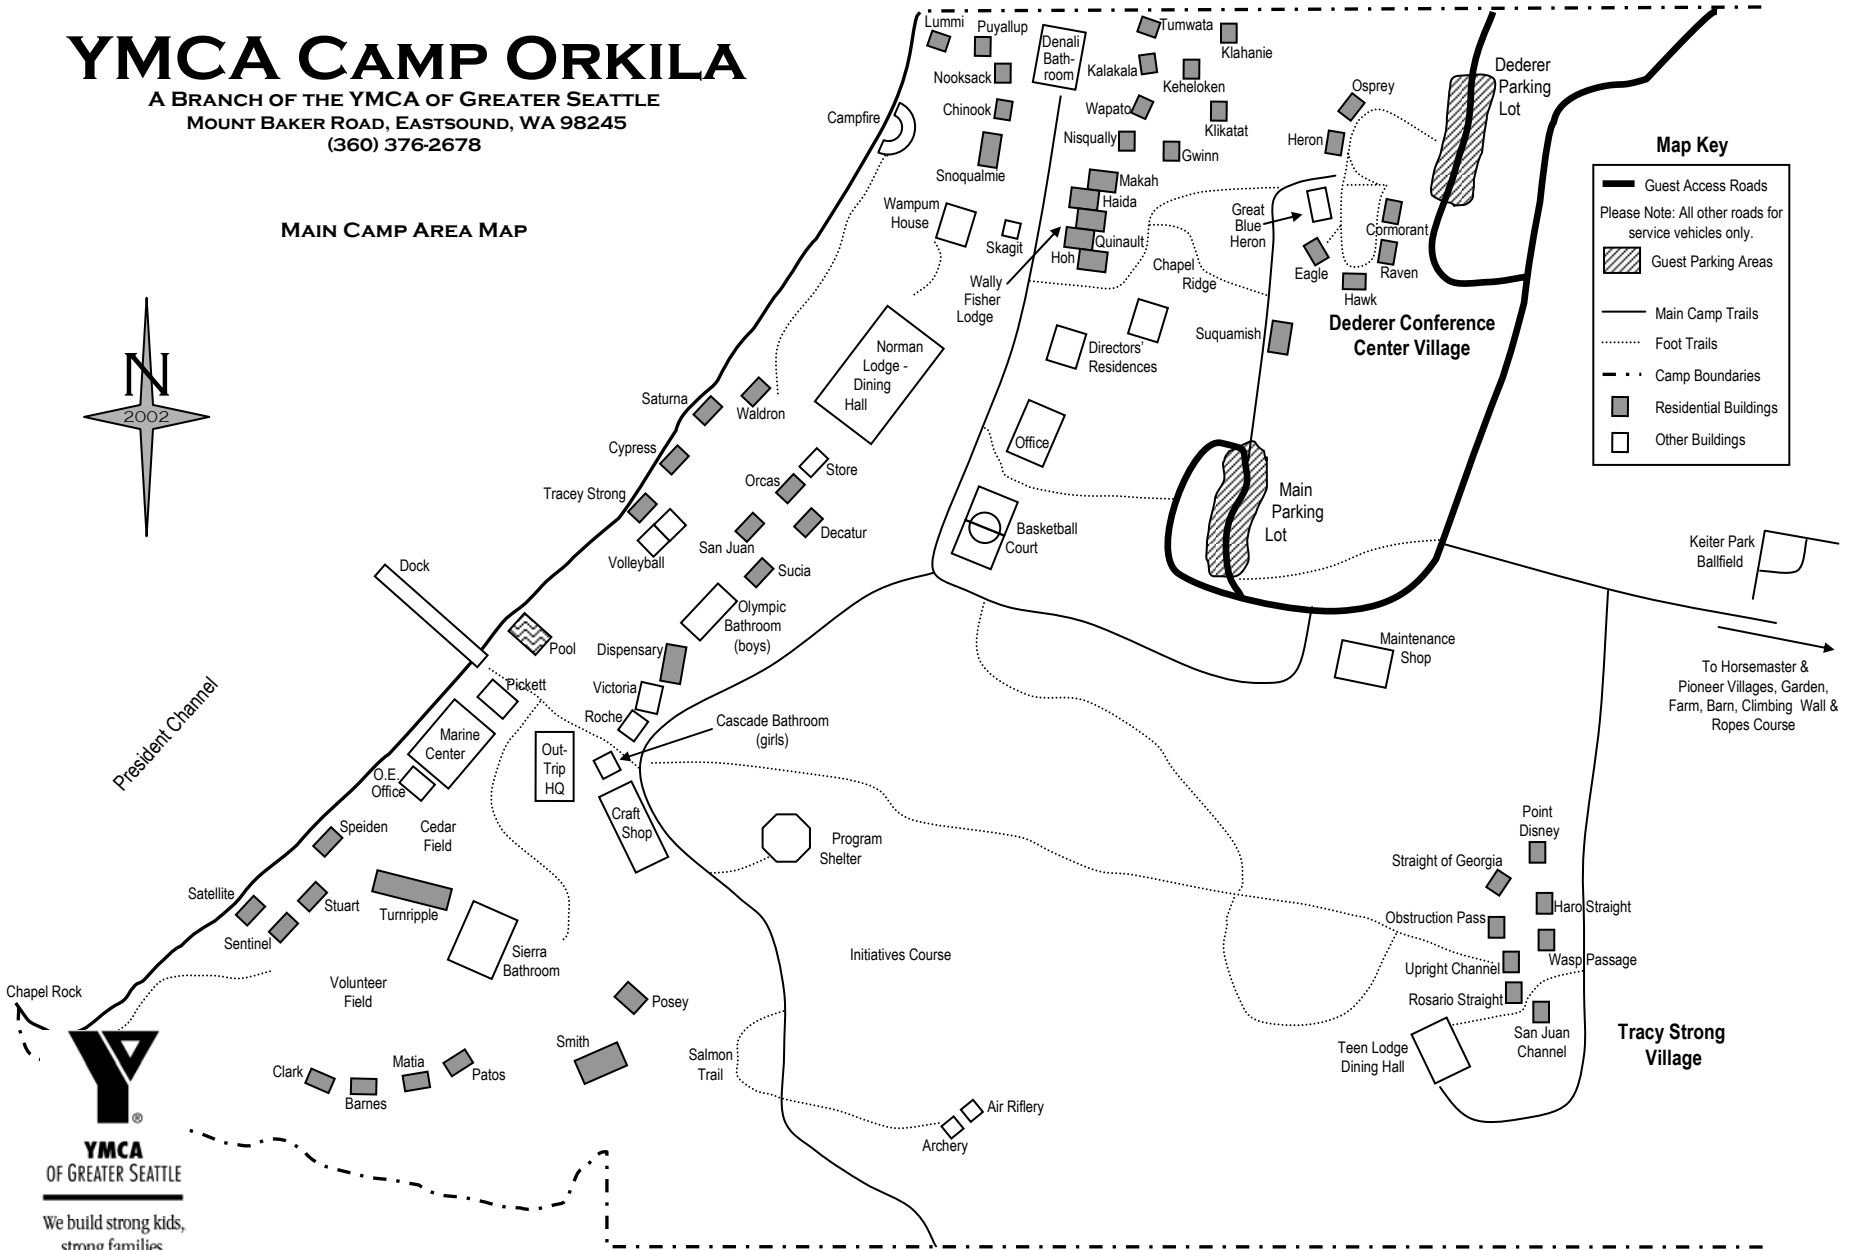 YMCA CAMP ORKILA
A BRANCH OF THE YMCA OF GREATER SEATTLE
MOUNT BAKER ROAD, EASTSOUND, WA 98245
(360) 376-2678
MAIN CAMP AREA MAP
N
2002
Lummi
Puyallup
Nooksack
Chinook
Snoqualmie
Campfire
Denali
Bath-
room
Tumwata
Klahanie
Kalakala
Keheloken
Wapato
Klikatat
Nisqually
Gwinn
Makah
Haida
Quinault
Hoh
Wampum
House
Skagit
Wally
Fisher
Lodge
Chapel
Ridge
Osprey
Heron
Great
Blue
Heron
Cormorant
Eagle
Raven
Hawk
Suquamish
Dederer Conference
Center Village
Dederer
Parking
Lot
Map Key
Guest Access Roads
Please Note: All other roads for
service vehicles only.
Guest Parking Areas
Main Camp Trails
Foot Trails
Camp Boundaries
Residential Buildings
Other Buildings
Norman
Lodge -
Dining
Hall
Directors'
Residences
Office
Basketball
Court
Main
Parking
Lot
Saturna
Waldron
Cypress
Tracey Strong
Volleyball
Store
Orcas
Decatur
San Juan
Sucia
Olympic
Bathroom
(boys)
Dock
Pool
Dispensary
Victoria
Roche
Pickett
Marine
Center
O.E.
Office
Out-
Trip
HQ
Cascade Bathroom
(girls)
Craft
Shop
Program
Shelter
President Channel
Keiter Park
Ballfield
Maintenance
Shop
To Horsemaster &
Pioneer Villages, Garden,
Farm, Barn, Climbing Wall &
Ropes Course
Speiden
Cedar
Field
Satellite
Stuart
Sentinel
Turnripple
Sierra
Bathroom
Volunteer
Field
Chapel Rock
Posey
Smith
Clark
Barnes
Matia
Patos
Salmon
Trail
Initiatives Course
Air Riflery
Archery
Point
Disney
Straight of Georgia
Haro Straight
Obstruction Pass
Wasp Passage
Upright Channel
Rosario Straight
San Juan
Channel
Teen Lodge
Dining Hall
Tracy Strong
Village
®
YMCA
OF GREATER SEATTLE
We build strong kids,
strong families,